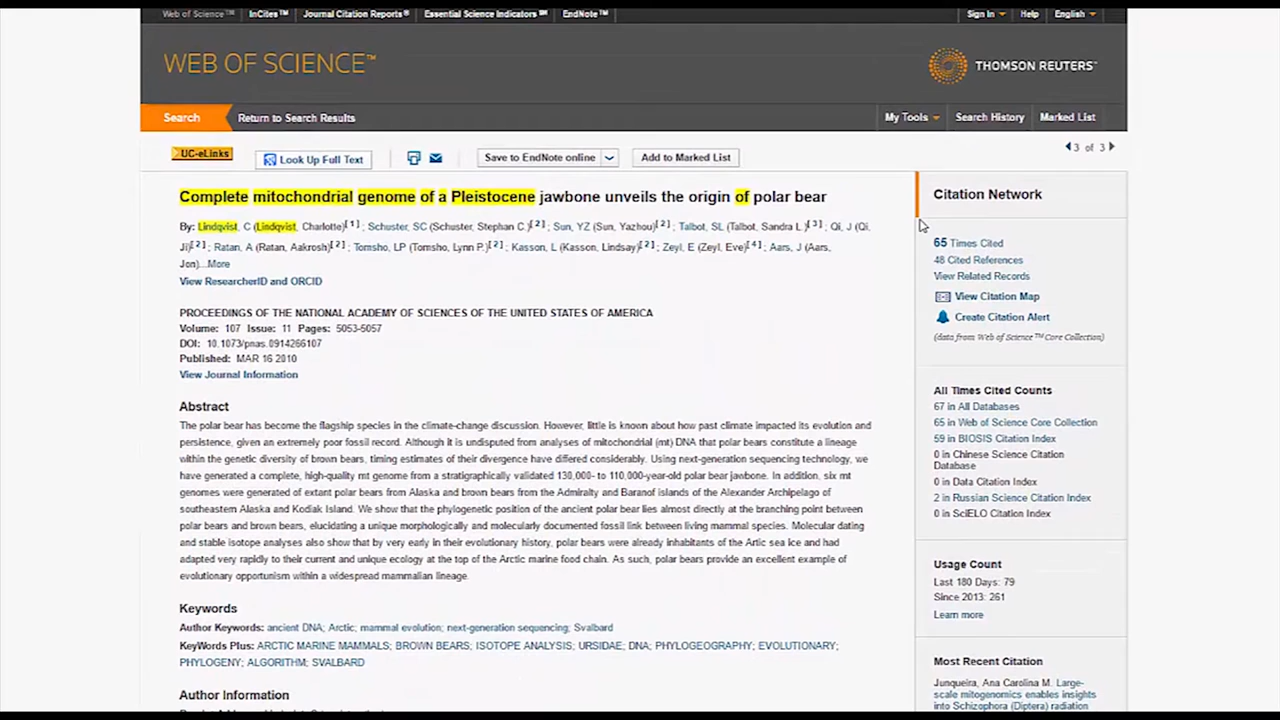 Web of Science™ InCites™ Journal Citation Reports® Essential Science Indicators℠ EndNote™ Sign In Help English
WEB OF SCIENCE™
THOMSON REUTERS™
Search Return to Search Results My Tools Search History Marked List
UC-eLinks Look Up Full Text Save to EndNote online Add to Marked List 3 of 3
Complete mitochondrial genome of a Pleistocene jawbone unveils the origin of polar bear
By: Lindqvist, C (Lindqvist, Charlotte)[1]; Schuster, SC (Schuster, Stephan C.)[2]; Sun, YZ (Sun, Yazhou)[2]; Talbot, SL (Talbot, Sandra L.)[3]; Qi, J (Qi,
Ji)[2]; Ratan, A (Ratan, Aakrosh)[2]; Tomsho, LP (Tomsho, Lynn P.)[2]; Kasson, L (Kasson, Lindsay)[2]; Zeyl, E (Zeyl, Eve)[4]; Aars, J (Aars,
Jon)...More
View ResearcherID and ORCID
PROCEEDINGS OF THE NATIONAL ACADEMY OF SCIENCES OF THE UNITED STATES OF AMERICA
Volume: 107 Issue: 11 Pages: 5053-5057
DOI: 10.1073/pnas.0914266107
Published: MAR 16 2010
View Journal Information
Abstract
The polar bear has become the flagship species in the climate-change discussion. However, little is known about how past climate impacted its evolution and
persistence, given an extremely poor fossil record. Although it is undisputed from analyses of mitochondrial (mt) DNA that polar bears constitute a lineage
within the genetic diversity of brown bears, timing estimates of their divergence have differed considerably. Using next-generation sequencing technology, we
have generated a complete, high-quality mt genome from a stratigraphically validated 130,000- to 110,000-year-old polar bear jawbone. In addition, six mt
genomes were generated of extant polar bears from Alaska and brown bears from the Admiralty and Baranof islands of the Alexander Archipelago of
southeastern Alaska and Kodiak Island. We show that the phylogenetic position of the ancient polar bear lies almost directly at the branching point between
polar bears and brown bears, elucidating a unique morphologically and molecularly documented fossil link between living mammal species. Molecular dating
and stable isotope analyses also show that by very early in their evolutionary history, polar bears were already inhabitants of the Artic sea ice and had
adapted very rapidly to their current and unique ecology at the top of the Arctic marine food chain. As such, polar bears provide an excellent example of
evolutionary opportunism within a widespread mammalian lineage.
Keywords
Author Keywords: ancient DNA; Arctic; mammal evolution; next-generation sequencing; Svalbard
KeyWords Plus: ARCTIC MARINE MAMMALS; BROWN BEARS; ISOTOPE ANALYSIS; URSIDAE; DNA; PHYLOGEOGRAPHY; EVOLUTIONARY;
PHYLOGENY; ALGORITHM; SVALBARD
Author Information
Citation Network
65 Times Cited
48 Cited References
View Related Records
View Citation Map
Create Citation Alert
(data from Web of Science™ Core Collection)
All Times Cited Counts
67 in All Databases
65 in Web of Science Core Collection
59 in BIOSIS Citation Index
0 in Chinese Science Citation
Database
0 in Data Citation Index
2 in Russian Science Citation Index
0 in SciELO Citation Index
Usage Count
Last 180 Days: 79
Since 2013: 261
Learn more
Most Recent Citation
Junqueira, Ana Carolina M. Large-
scale mitogenomics enables insights
into Schizophora (Diptera) radiation